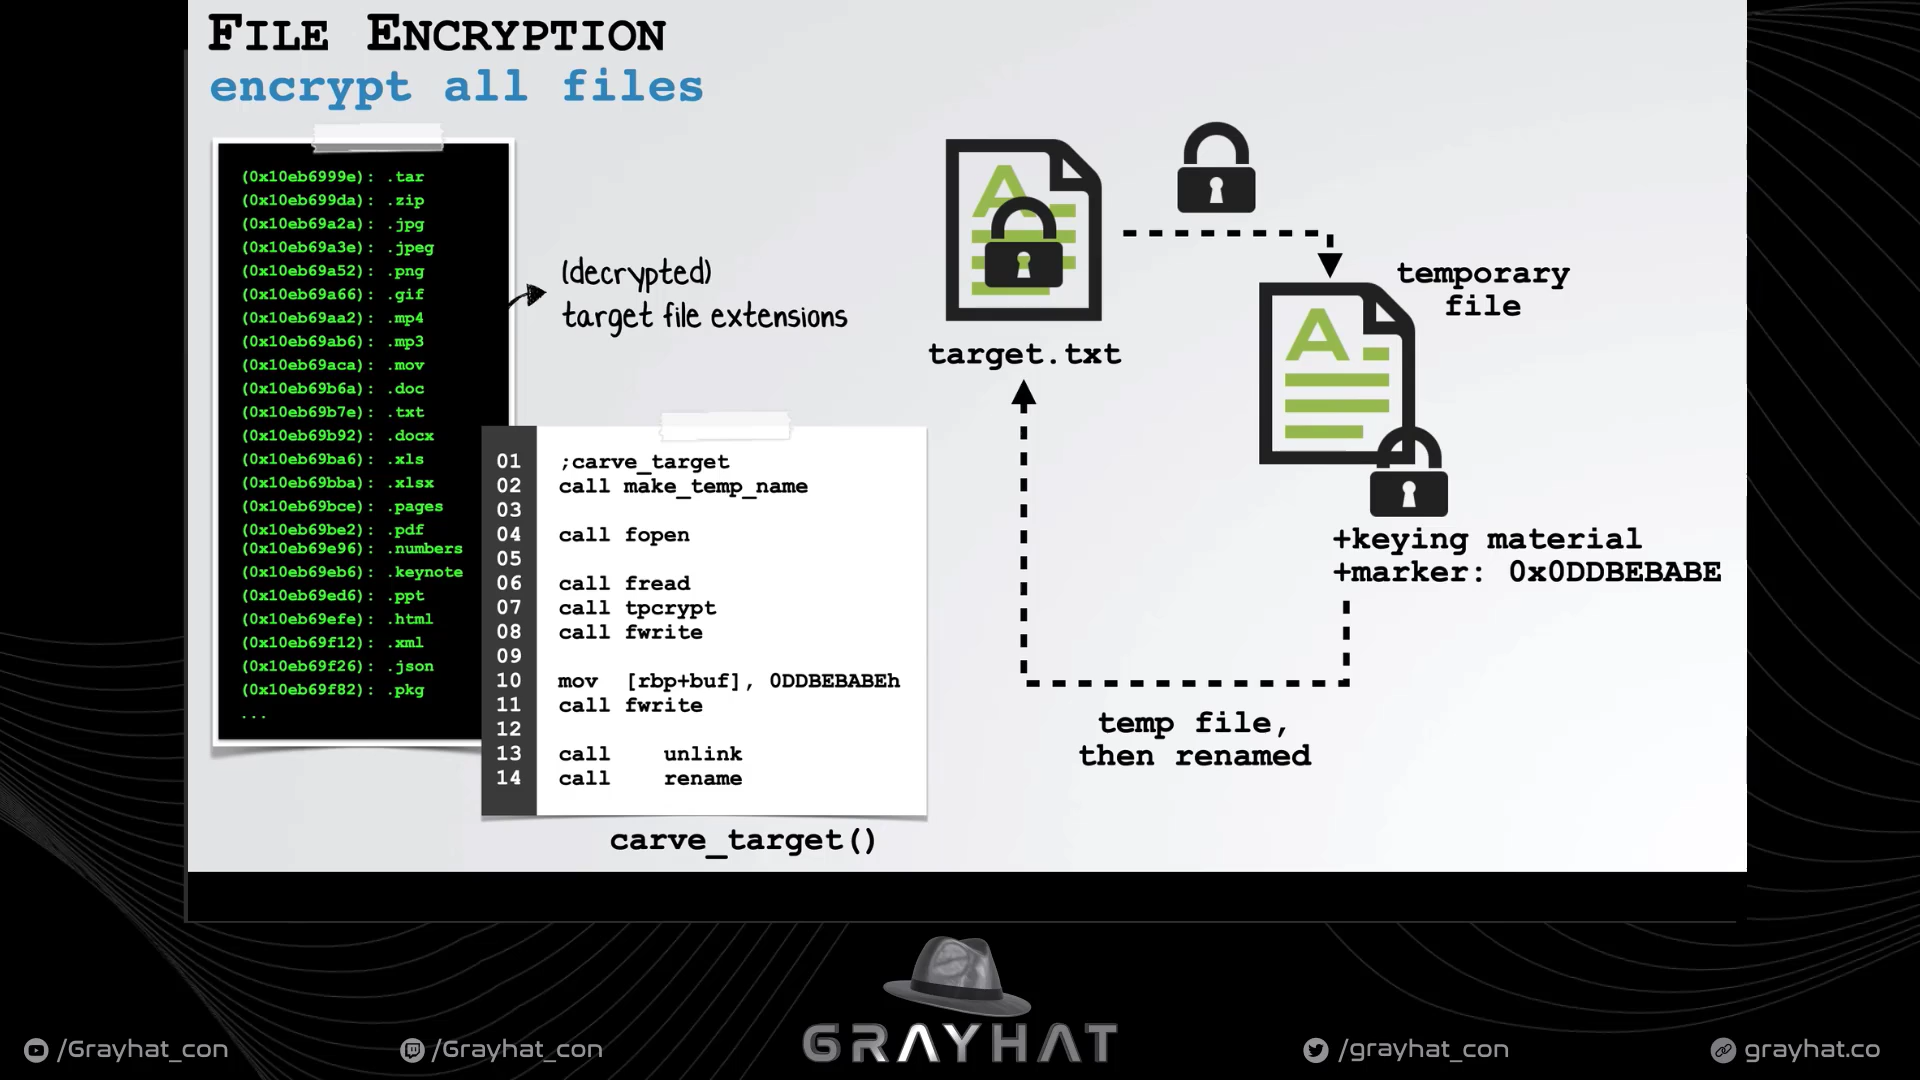 FILE ENCRYPTION
encrypt all files
(0x10eb6999e): .tar
(0x10eb699da): .zip
(0x10eb69a2a): .jpg
(0x10eb69a3e): .jpeg
(0x10eb69a52): .png
(0x10eb69a66): .gif
(0x10eb69aa2): .mp4
(0x10eb69ab6): .mp3
(0x10eb69aca): .mov
(0x10eb69b6a): .doc
(0x10eb69b7e): .txt
(0x10eb69b92): .docx
(0x10eb69ba6): .xls
(0x10eb69bba): .xlsx
(0x10eb69bce): .pages
(0x10eb69be2): .pdf
(0x10eb69e96): .numbers
(0x10eb69eb6): .keynote
(0x10eb69ed6): .ppt
(0x10eb69efe): .html
(0x10eb69f12): .xml
(0x10eb69f26): .json
(0x10eb69f82): .pkg
...
(decrypted)
target file extensions
01 ;carve_target
02 call make_temp_name
03
04 call fopen
05
06 call fread
07 call tpcrypt
08 call fwrite
09
10 mov [rbp+buf], 0DDBEBABEh
11 call fwrite
12
13 call unlink
14 call rename
carve_target()
A
target.txt
temporary
file
A
+keying material
+marker: 0x0DDBEBABE
temp file,
then renamed
GRAYHAT
/Grayhat_con
/Grayhat_con
/grayhat_con
grayhat.co